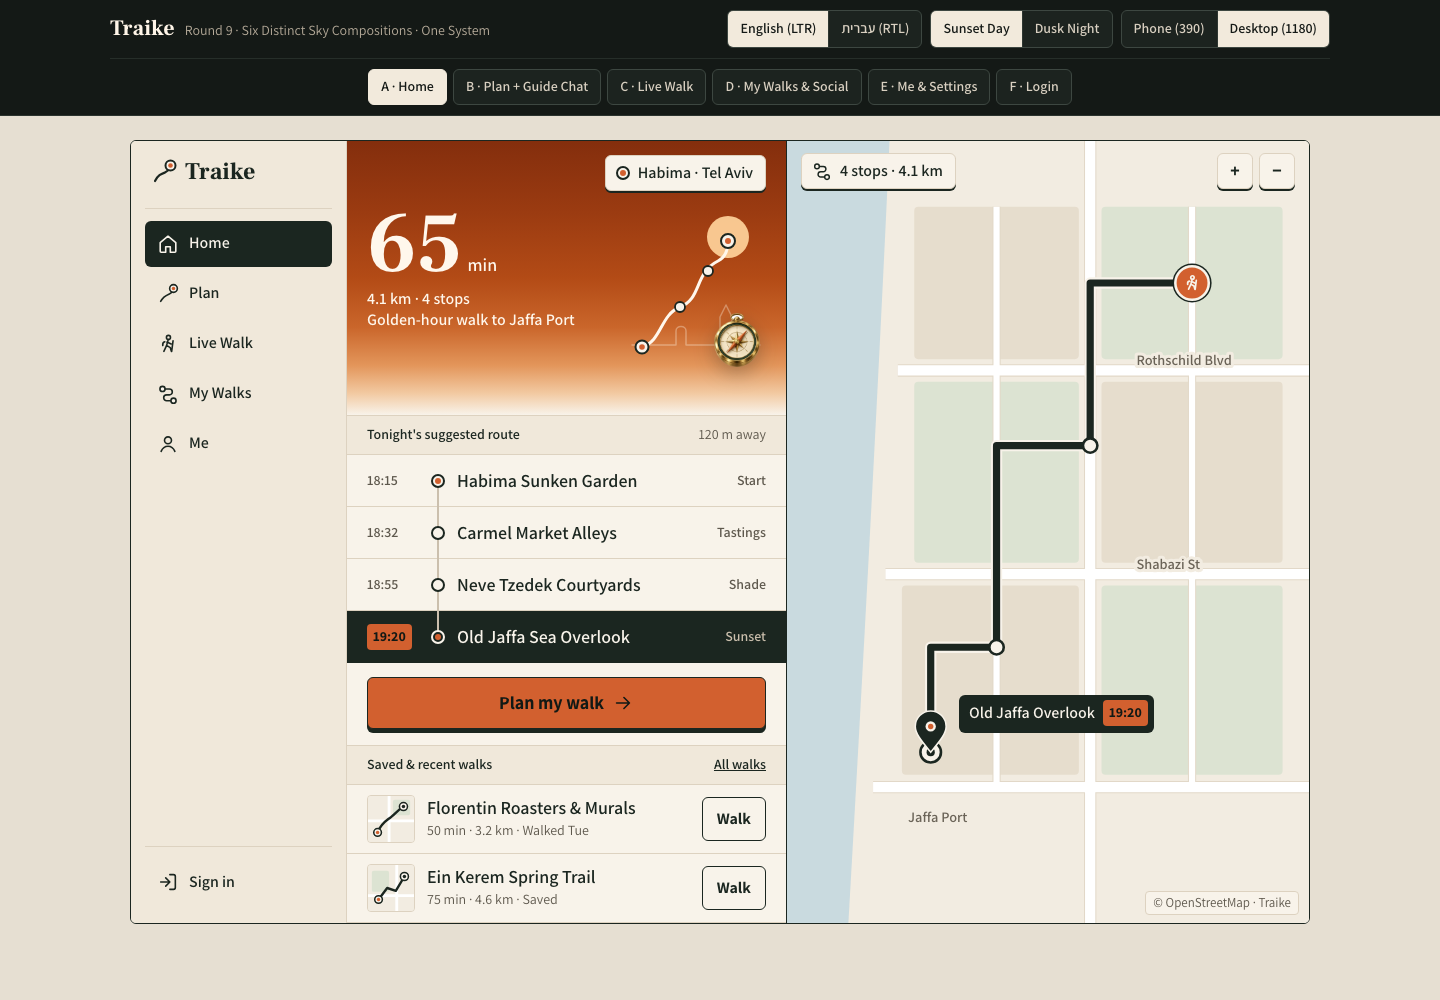 Traike Round 9 · Six Distinct Sky Compositions · One System
English (LTR) עברית (RTL) Sunset Day Dusk Night Phone (390) Desktop (1180)
A · Home B · Plan + Guide Chat C · Live Walk D · My Walks & Social E · Me & Settings F · Login
Traike
Home
Plan
Live Walk
My Walks
Me
Sign in
Habima · Tel Aviv
65 min
4.1 km · 4 stops
Golden-hour walk to Jaffa Port
Tonight's suggested route 120 m away
18:15 Habima Sunken Garden Start
18:32 Carmel Market Alleys Tastings
18:55 Neve Tzedek Courtyards Shade
19:20 Old Jaffa Sea Overlook Sunset
Plan my walk →
Saved & recent walks All walks
Florentin Roasters & Murals
50 min · 3.2 km · Walked Tue
Walk
Ein Kerem Spring Trail
75 min · 4.6 km · Saved
Walk
4 stops · 4.1 km
+ −
Rothschild Blvd
Shabazi St
Old Jaffa Overlook 19:20
Jaffa Port
© OpenStreetMap · Traike